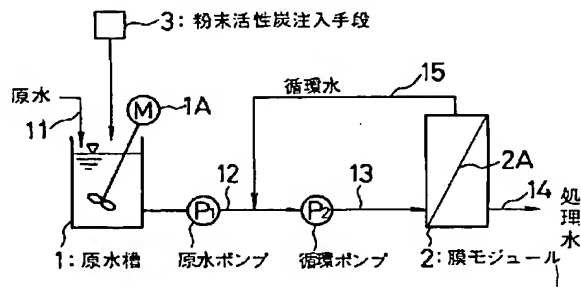 3：粉末活性炭注入手段
原水
11
M
1A
循環水
15
12
13
2A
14
処理水
P1
P2
1：原水槽
原水ポンプ
循環ポンプ
2：膜モジュール